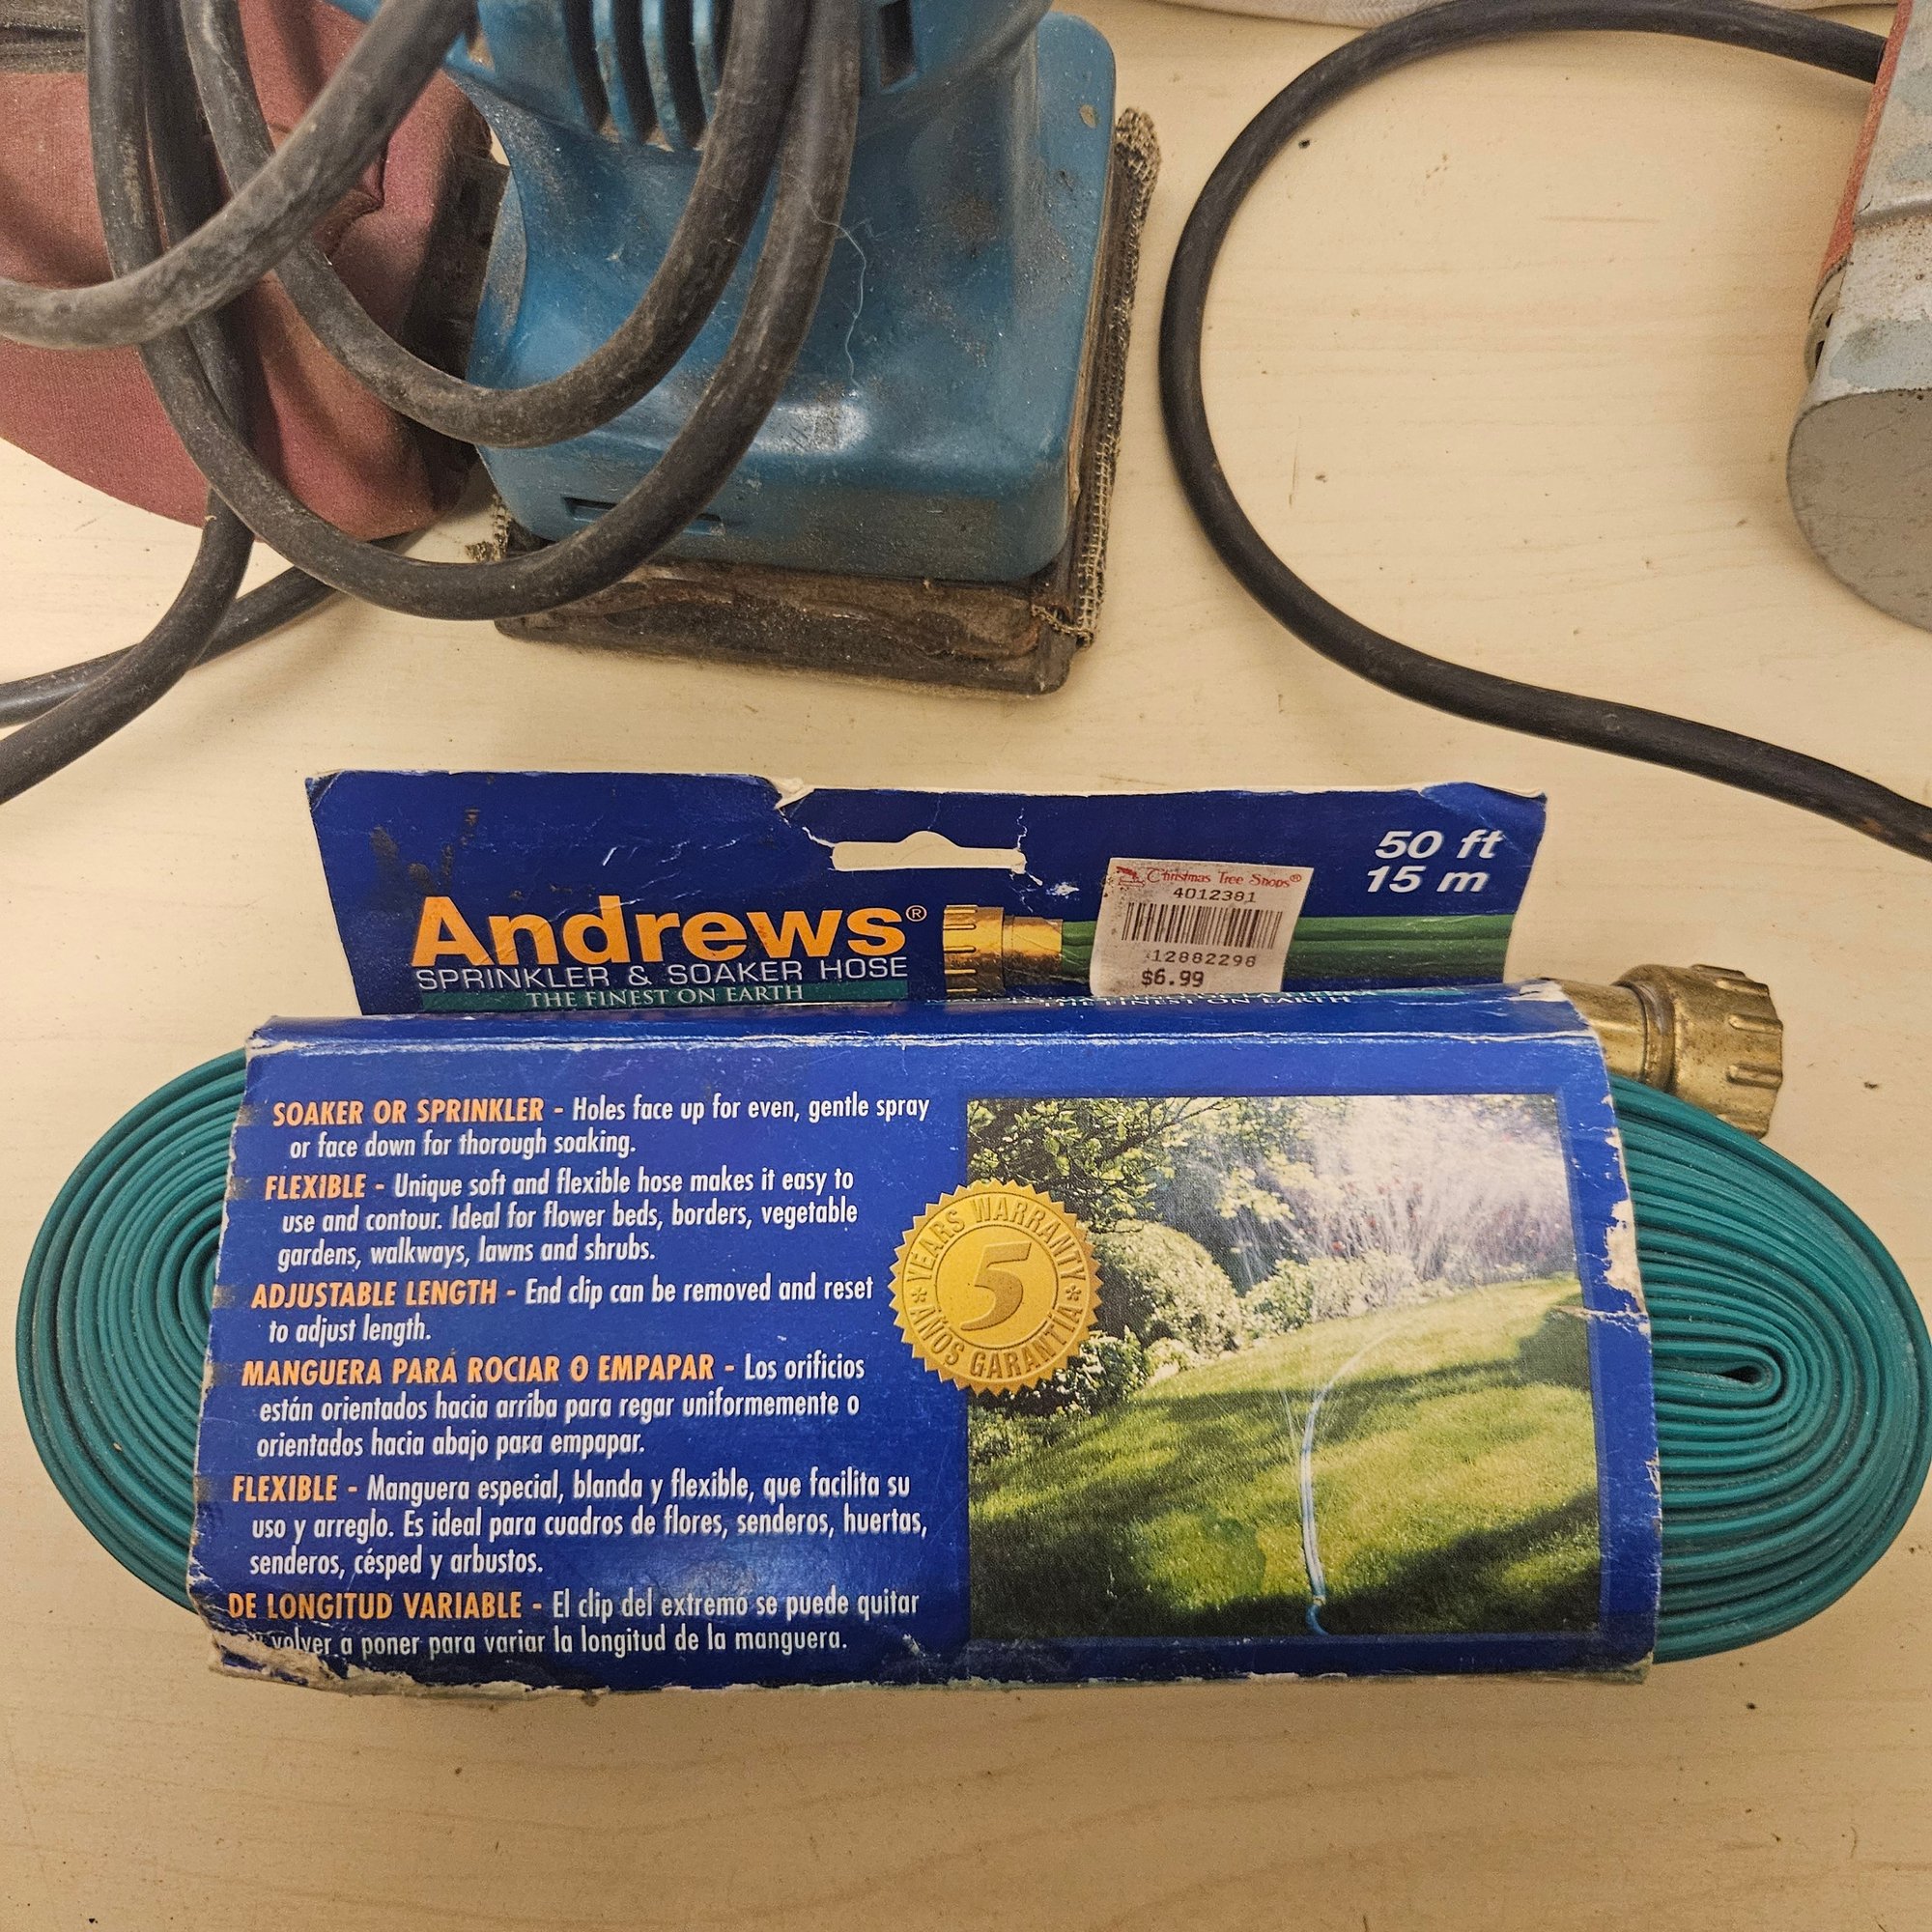 50 ft
15 m
Christmas Tree Shops®
4012381
12882298
$6.99
Andrews®
SPRINKLER & SOAKER HOSE
THE FINEST ON EARTH
THE FINEST ON EARTH
SOAKER OR SPRINKLER - Holes face up for even, gentle spray
or face down for thorough soaking.
FLEXIBLE - Unique soft and flexible hose makes it easy to
use and contour. Ideal for flower beds, borders, vegetable
gardens, walkways, lawns and shrubs.
ADJUSTABLE LENGTH - End clip can be removed and reset
to adjust length.
MANGUERA PARA ROCIAR O EMPAPAR - Los orificios
están orientados hacia arriba para regar uniformemente o
orientados hacia abajo para empapar.
FLEXIBLE - Manguera especial, blanda y flexible, que facilita su
uso y arreglo. Es ideal para cuadros de flores, senderos, huertas,
senderos, césped y arbustos.
DE LONGITUD VARIABLE - El clip del extremo se puede quitar
y volver a poner para variar la longitud de la manguera.
YEARS WARRANTY
5
AÑOS GARANTÍA